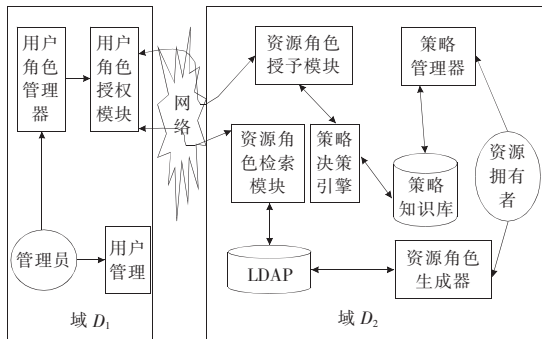 用户
角色
管理
器
用户
角色
授权
模块
管理员
用户
管理
域 D₁
网
络
资源角色
授予模块
策略
管理器
资源角
色检索
模块
策略
决策
引擎
策略
知识库
资源
拥有
者
LDAP
资源角色
生成器
域 D₂